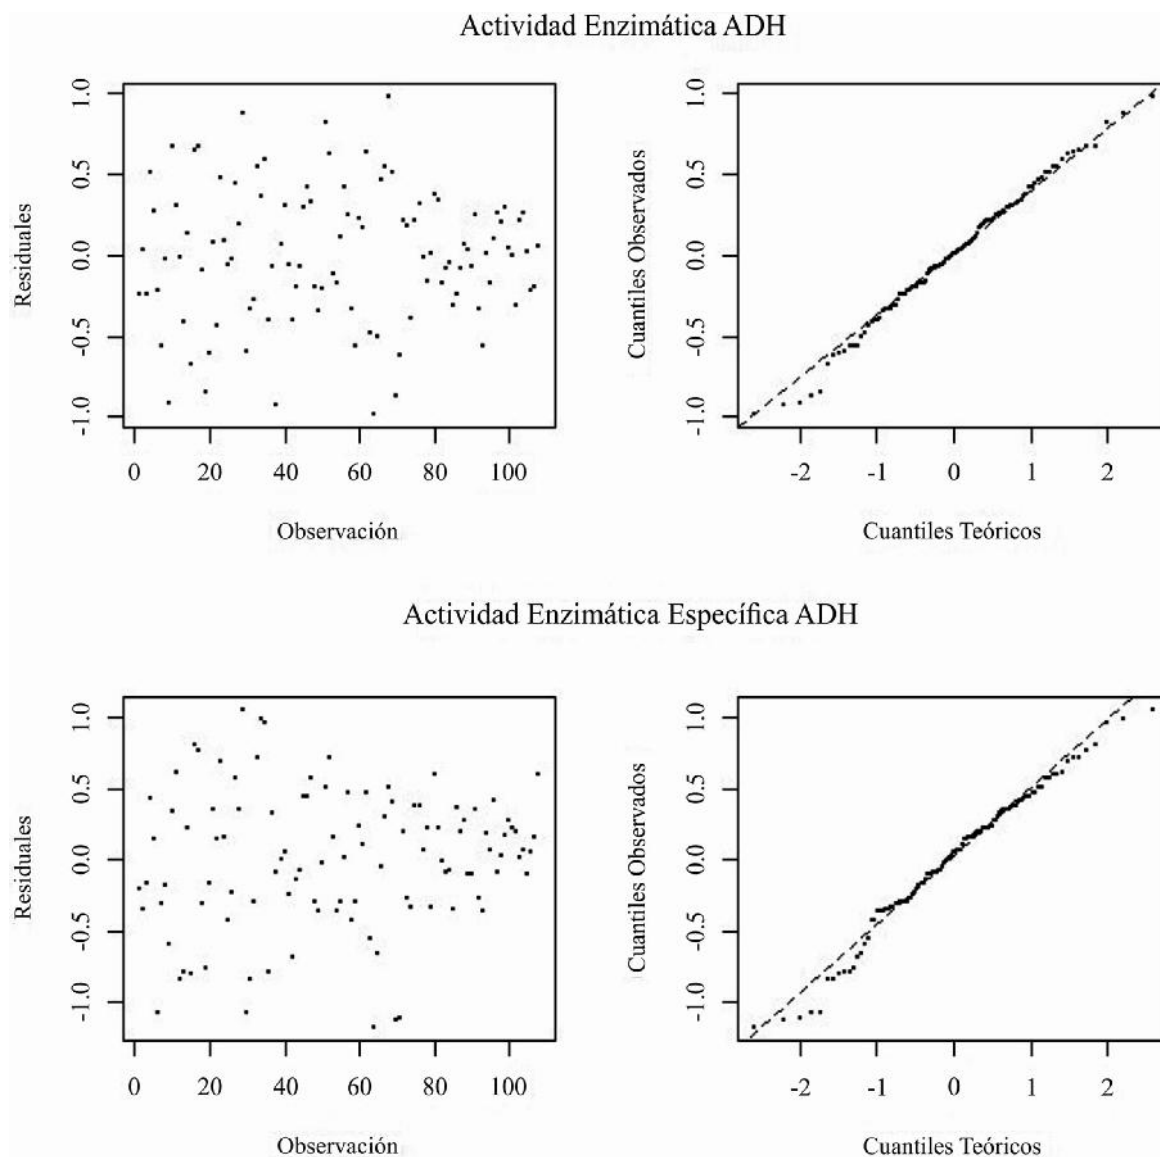 Actividad Enzimática ADH
Residuales
1.0
0.5
0.0
-0.5
-1.0
0 20 40 60 80 100
Observación
Cuantiles Observados
1.0
0.5
0.0
-0.5
-1.0
-2 -1 0 1 2
Cuantiles Teóricos
Actividad Enzimática Específica ADH
Residuales
1.0
0.5
0.0
-0.5
-1.0
0 20 40 60 80 100
Observación
Cuantiles Observados
1.0
0.5
0.0
-0.5
-1.0
-2 -1 0 1 2
Cuantiles Teóricos